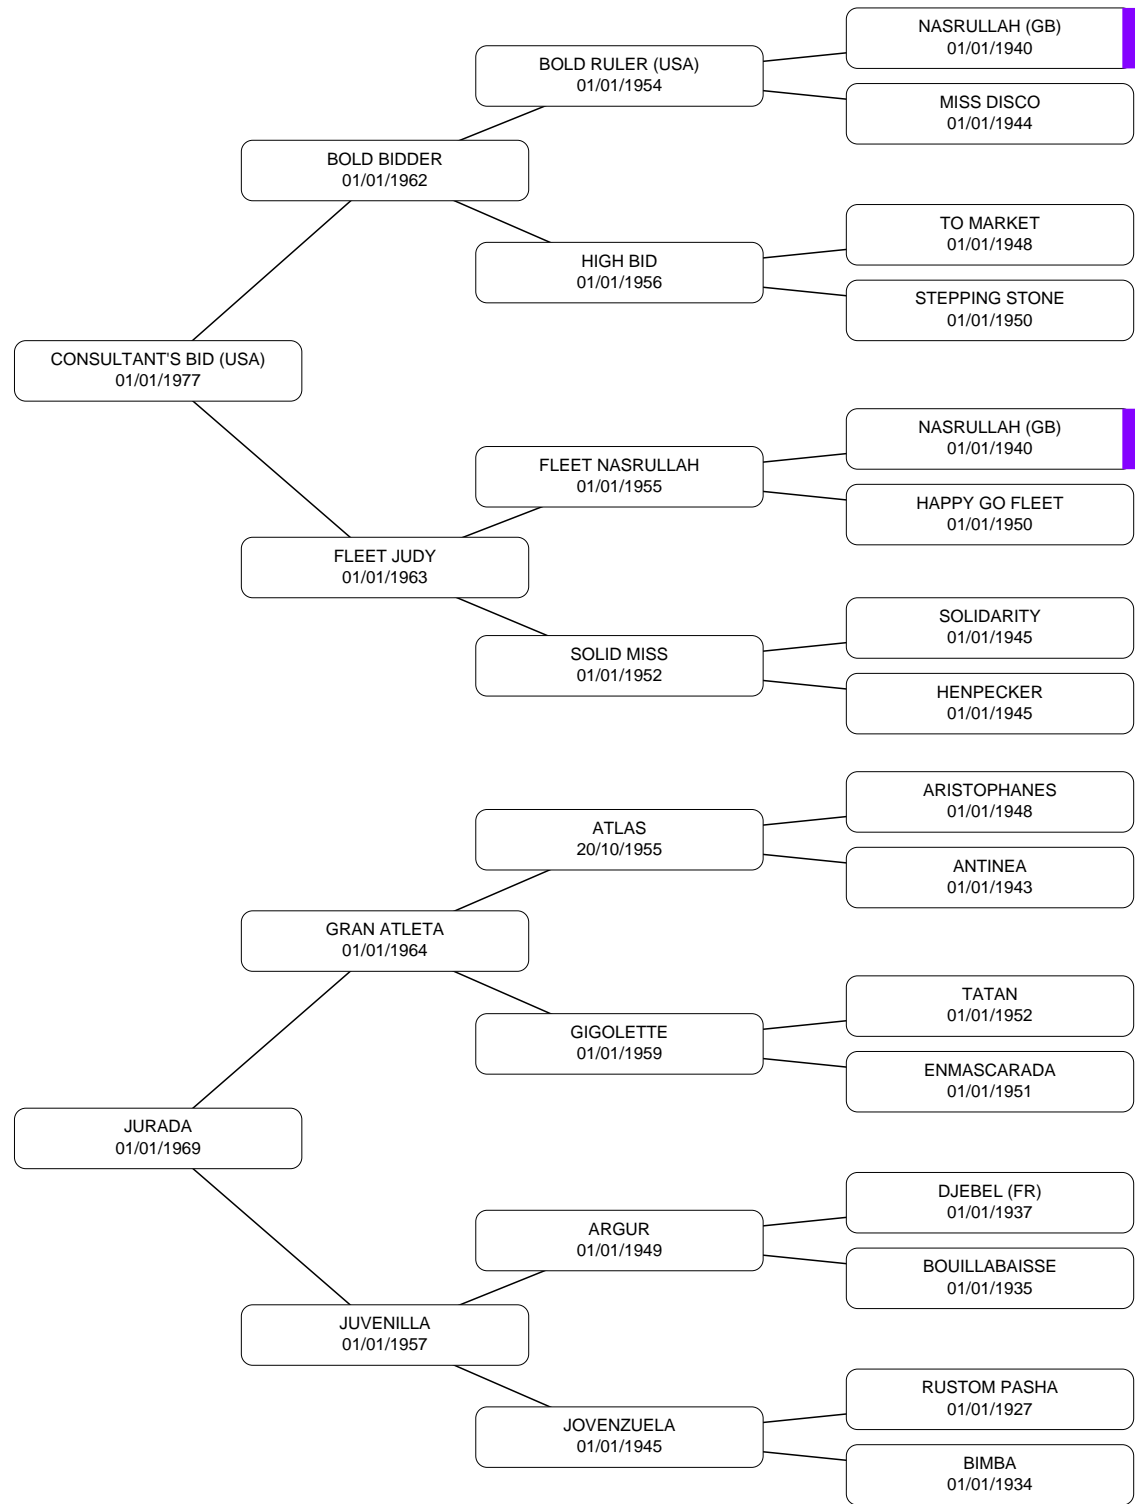 NASRULLAH (GB)
01/01/1940
BOLD RULER (USA)
01/01/1954
MISS DISCO
01/01/1944
BOLD BIDDER
01/01/1962
TO MARKET
01/01/1948
HIGH BID
01/01/1956
STEPPING STONE
01/01/1950
CONSULTANT'S BID (USA)
01/01/1977
NASRULLAH (GB)
01/01/1940
FLEET NASRULLAH
01/01/1955
HAPPY GO FLEET
01/01/1950
FLEET JUDY
01/01/1963
SOLIDARITY
01/01/1945
SOLID MISS
01/01/1952
HENPECKER
01/01/1945
ARISTOPHANES
01/01/1948
ATLAS
20/10/1955
ANTINEA
01/01/1943
GRAN ATLETA
01/01/1964
TATAN
01/01/1952
GIGOLETTE
01/01/1959
ENMASCARADA
01/01/1951
JURADA
01/01/1969
DJEBEL (FR)
01/01/1937
ARGUR
01/01/1949
BOUILLABAISSE
01/01/1935
JUVENILLA
01/01/1957
RUSTOM PASHA
01/01/1927
JOVENZUELA
01/01/1945
BIMBA
01/01/1934